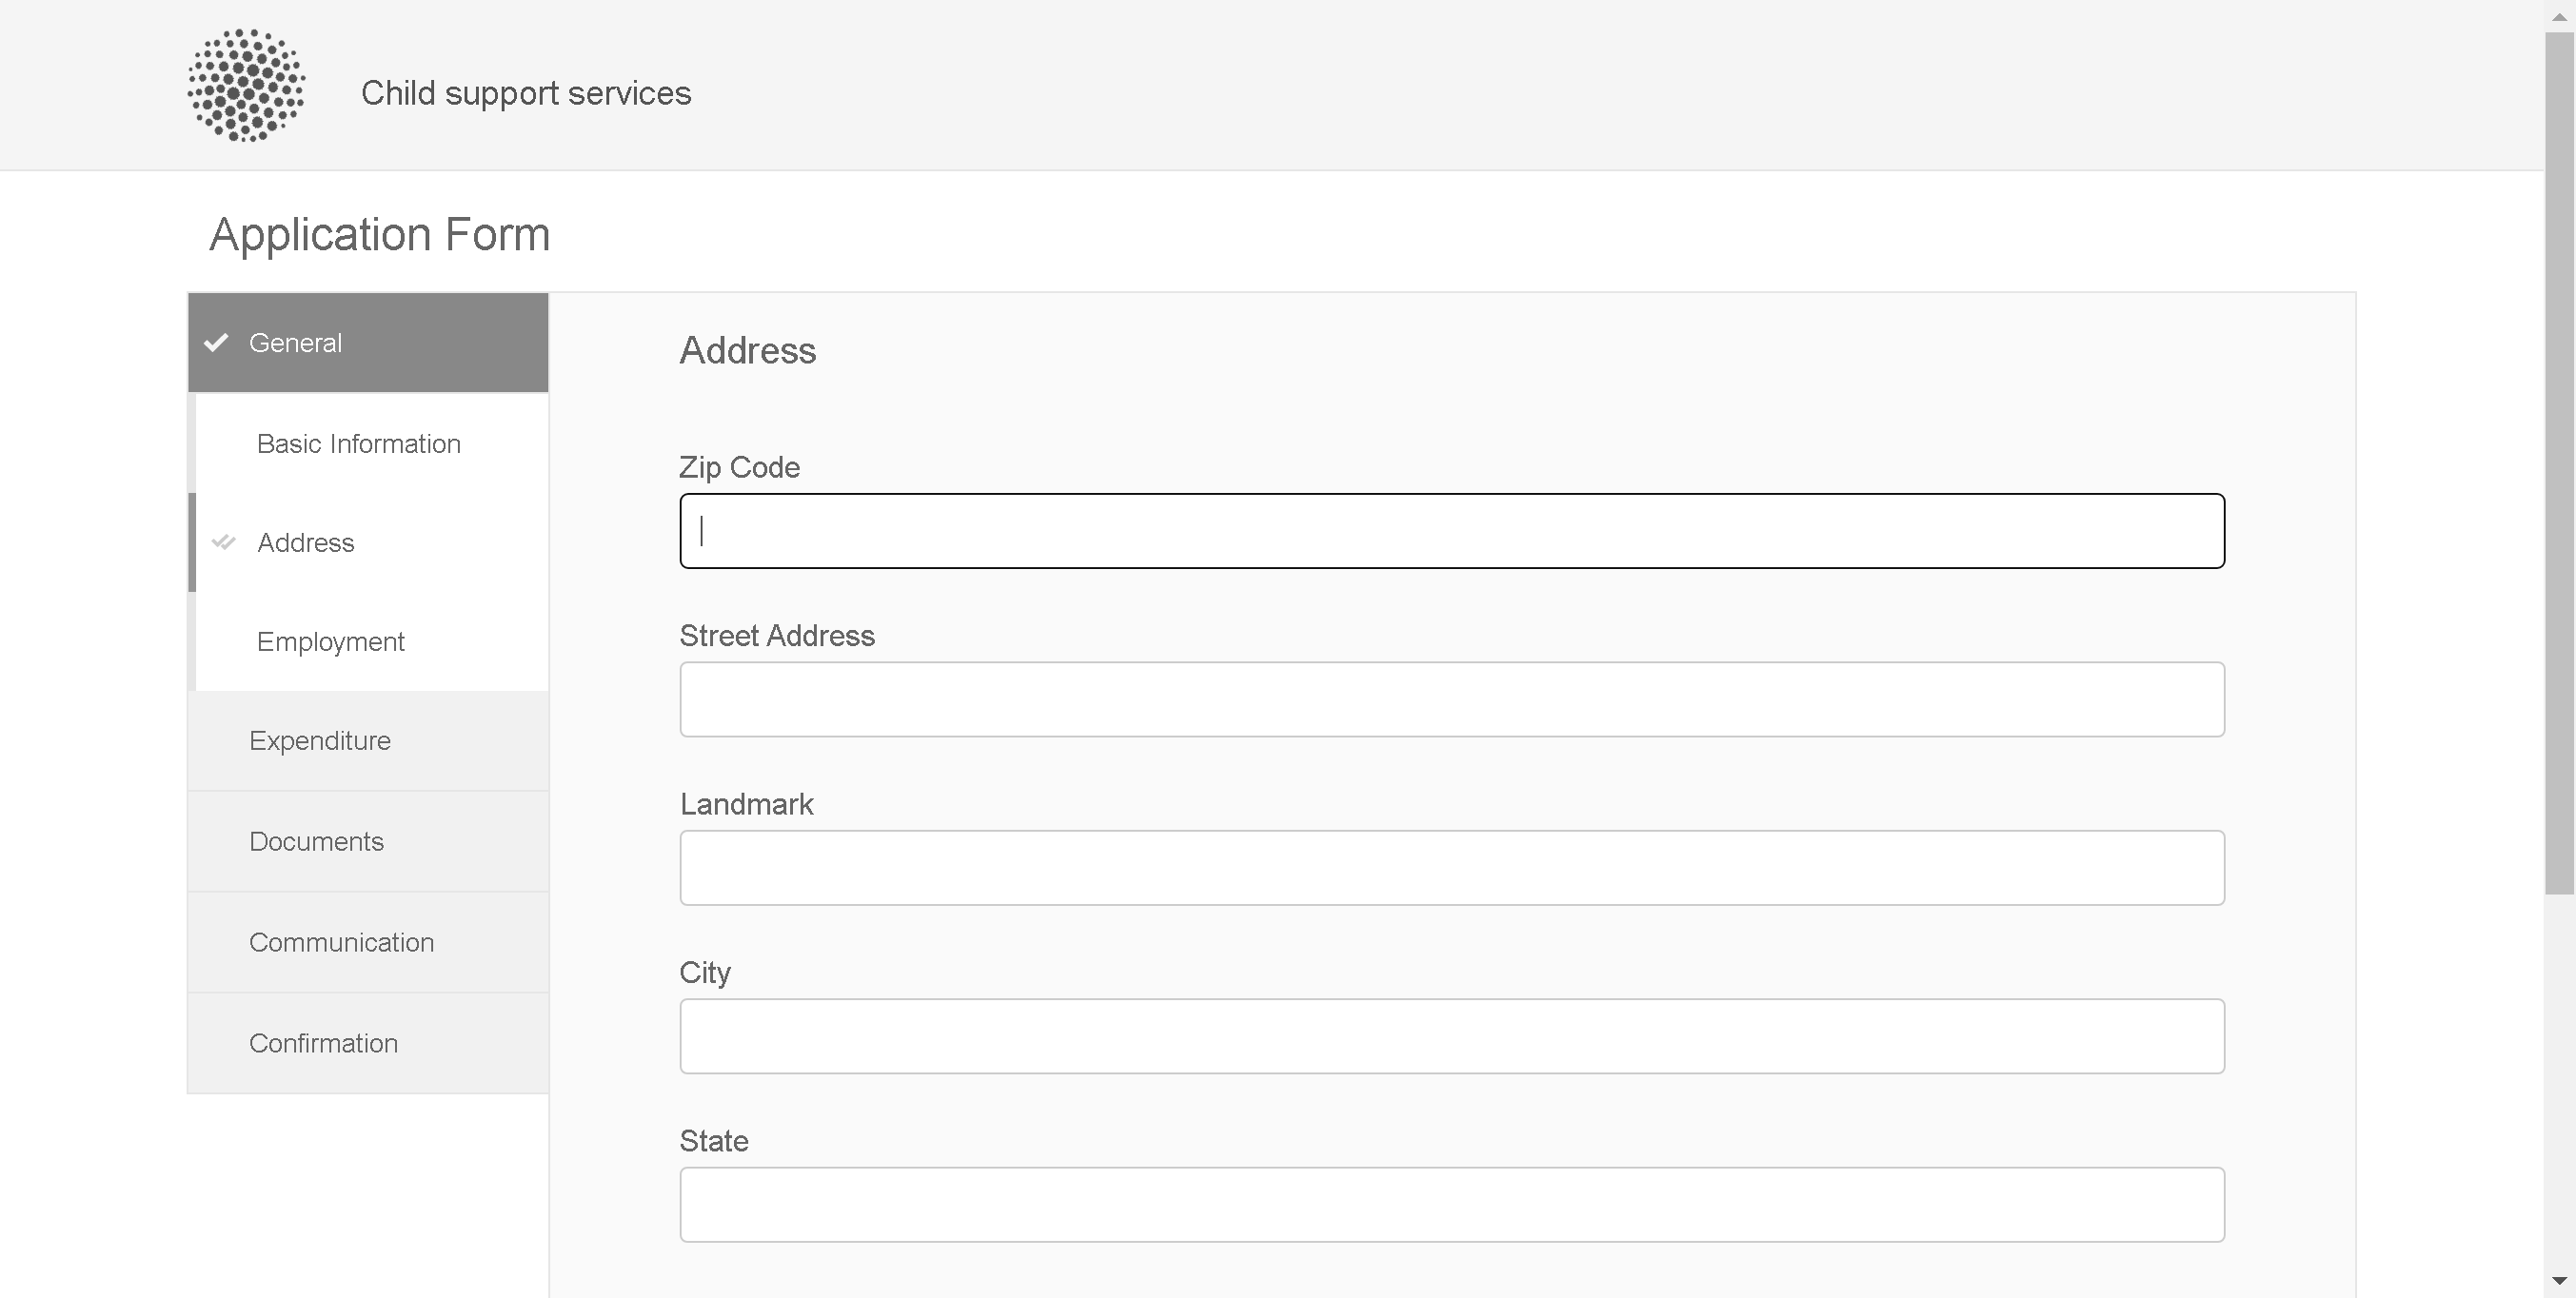 Child support services
Application Form
General
Basic Information
Address
Employment
Expenditure
Documents
Communication
Confirmation
Address
Zip Code
Street Address
Landmark
City
State